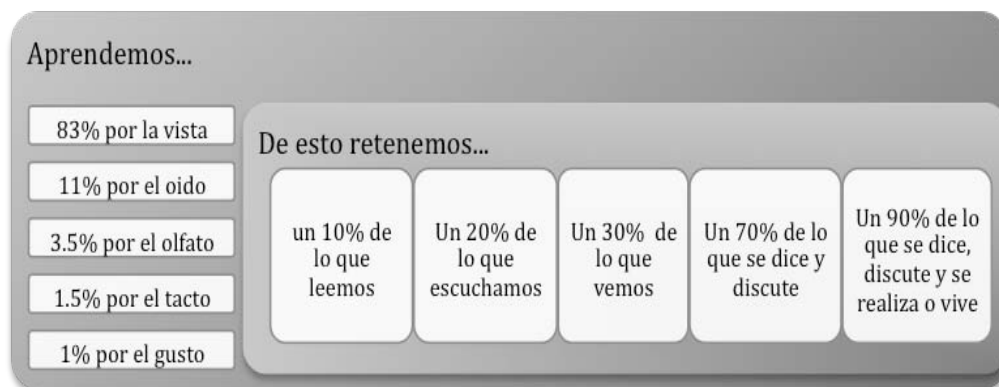 Aprendemos...
83% por la vista
11% por el oido
3.5% por el olfato
1.5% por el tacto
1% por el gusto
De esto retenemos...
un 10% de
lo que
leemos
Un 20% de
lo que
escuchamos
Un 30% de
lo que
vemos
Un 70% de lo
que se dice y
discute
Un 90% de lo
que se dice,
discute y se
realiza o vive